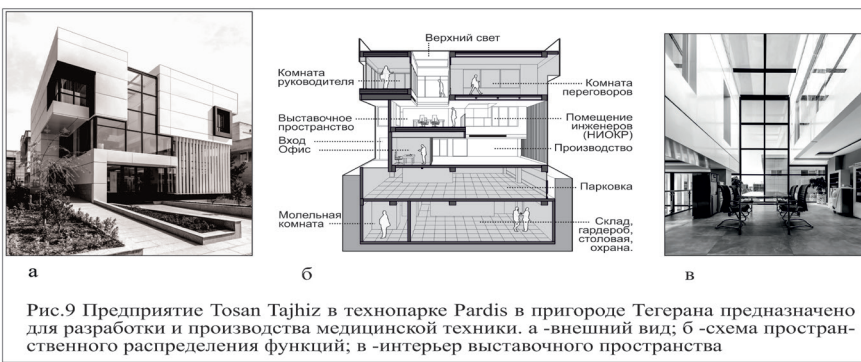 Верхний свет
Комната
руководителя
Выставочное
пространство
Вход
Офис
Молельная
комната
Комната
переговоров
Помещение
инженеров
(НИОКР)
Производство
Парковка
Склад,
гардероб,
столовая,
охрана.
а
б
в
Рис.9 Предприятие Tosan Tajhiz в технопарке Pardis в пригороде Тегерана предназначено
для разработки и производства медицинской техники. а -внешний вид; б -схема простран-
ственного распределения функций; в -интерьер выставочного пространства